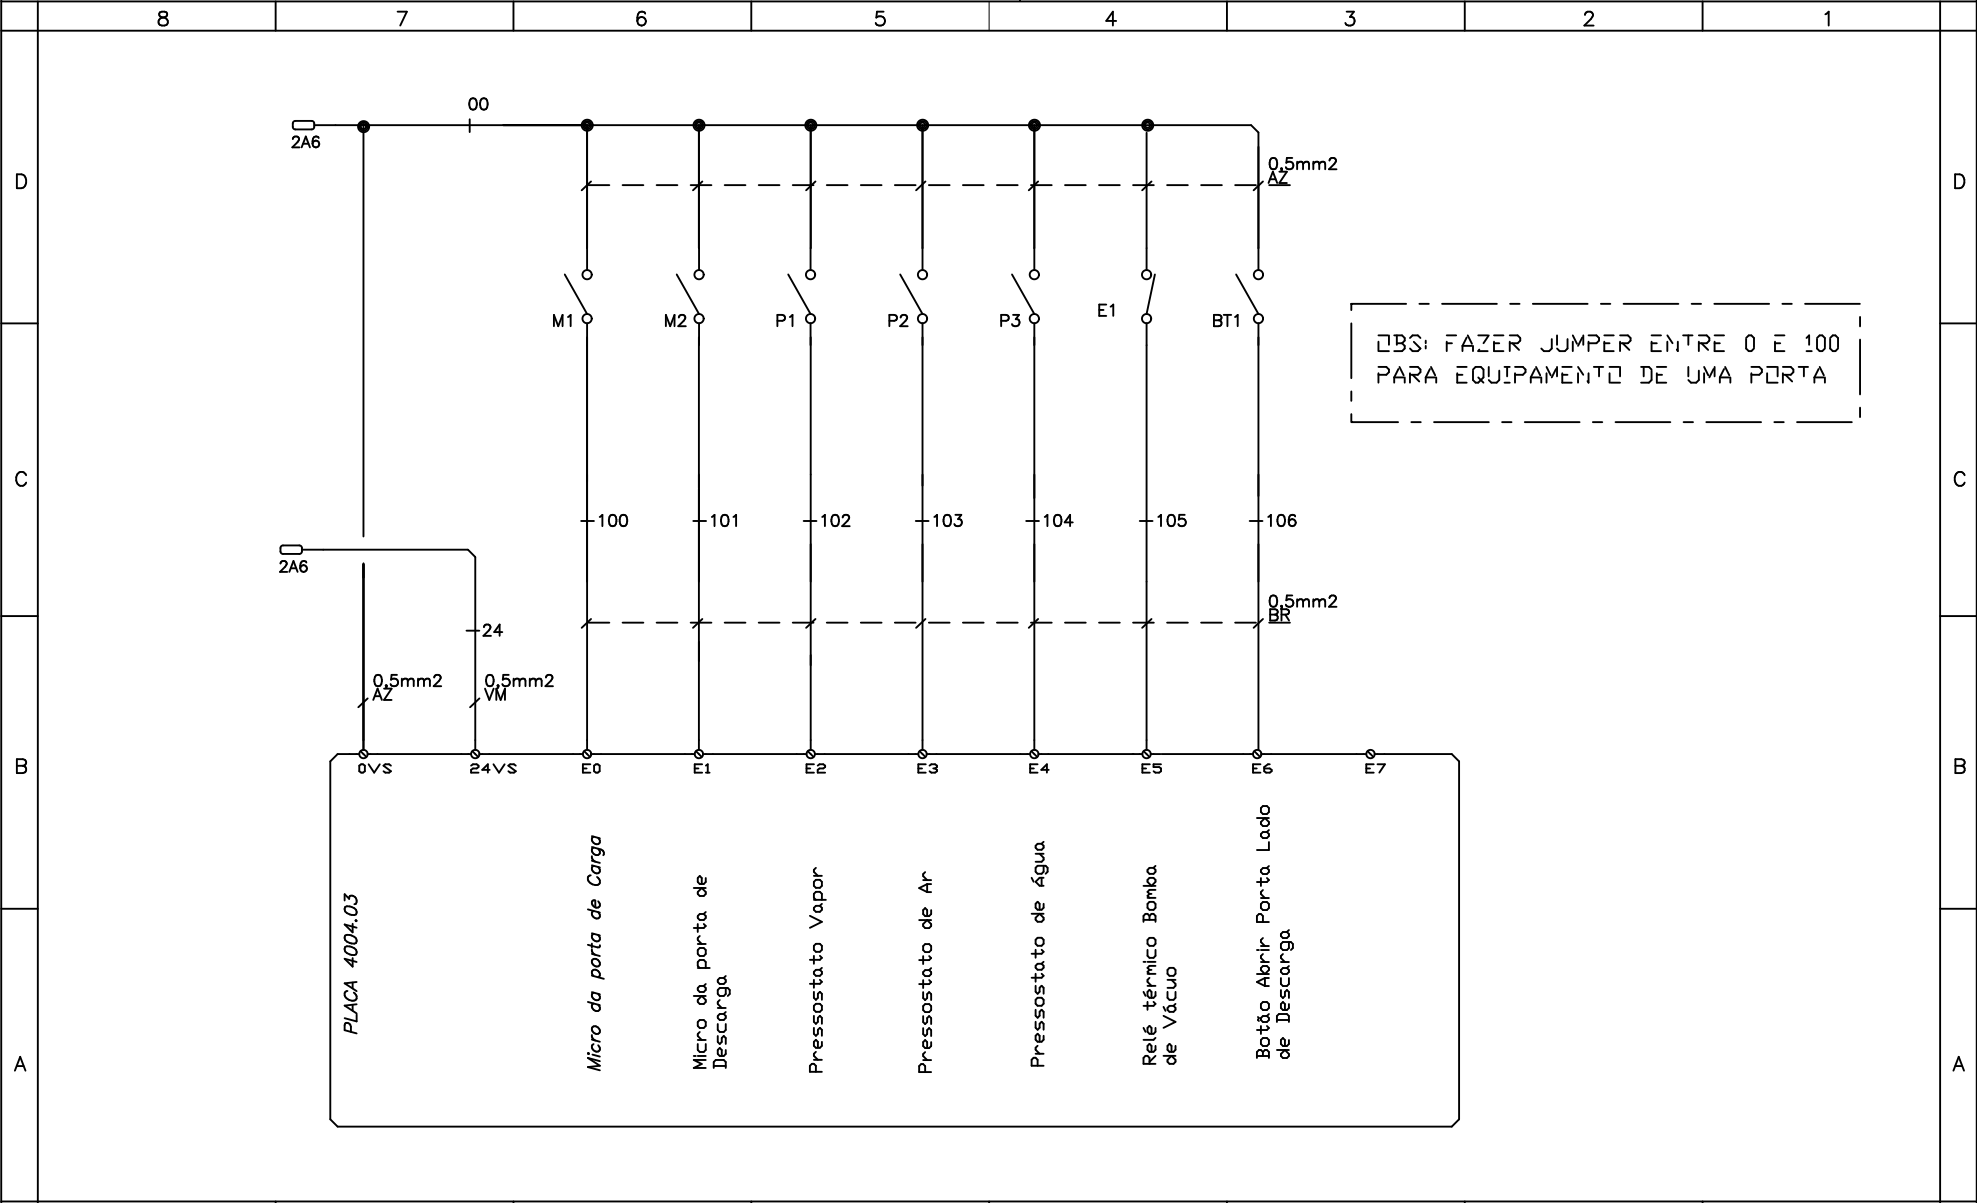 8 7 6 5 4 3 2 1
00
2A6
D D
0,5mm2
AZ
M1 M2 P1 P2 P3 E1 BT1
OBS: FAZER JUMPER ENTRE 0 E 100
PARA EQUIPAMENTO DE UMA PORTA
C C
100 101 102 103 104 105 106
2A6
0,5mm2
BR
24
0,5mm2
AZ
0,5mm2
VM
B B
0VS 24VS E0 E1 E2 E3 E4 E5 E6 E7
PLACA 4004.03
Micro da porta de Carga
Micro da porta de
Descarga
Pressostato Vapor
Pressostato de Ar
Pressostato de Água
Relé térmico Bomba
de Vácuo
Botão Abrir Porta Lado
de Descarga
A A